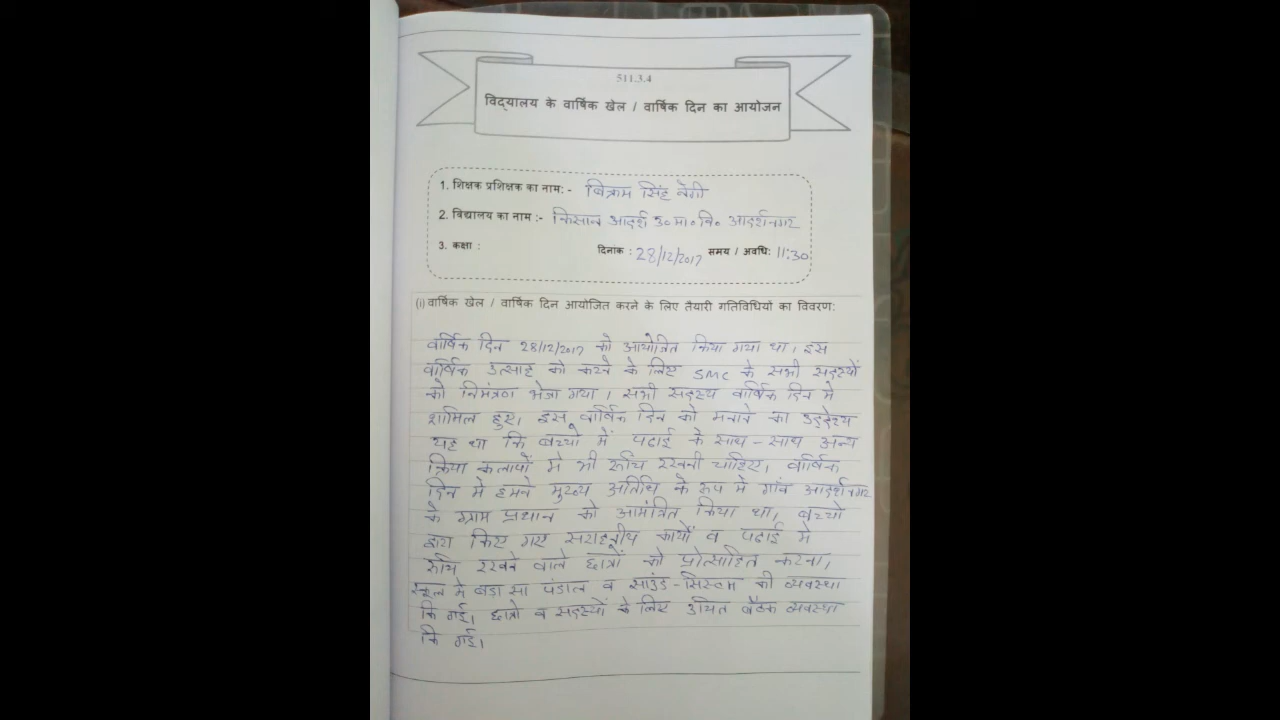 511.3.4
विद्यालय के वार्षिक खेल / वार्षिक दिन का आयोजन
1. शिक्षक प्रशिक्षक का नाम: - विक्रम सिंह नेगी
2. विद्यालय का नाम :- किसान आदर्श उ० मा० वि० आदर्शनगर
3. कक्षा : दिनांक : 28/12/2017 समय / अवधि: 11:30
(i) वार्षिक खेल / वार्षिक दिन आयोजित करने के लिए तैयारी गतिविधियों का विवरण:
वार्षिक दिन 28/12/2017 को आयोजित किया गया था। इस
वार्षिक उत्साह को करने के लिए SMC के सभी सदस्यों
को निमंत्रण भेजा गया। सभी सदस्य वार्षिक दिन मे
शामिल हुए। इस वार्षिक दिन को मनाने का उद्देश्य
यह था कि बच्चो में पढाई के साथ-साथ अन्य
क्रिया कलापों मे भी रूचि रखनी चाहिए। वार्षिक
दिन मे हमने मुख्य अतिथि के रूप मे गांव आदर्शनगर
के ग्राम प्रधान को आमंत्रित किया था। बच्चो
द्वारा किए गए सराहनीय कार्यों व पढाई मे
रूचि रखने वाले छात्रों को प्रोत्साहित करना।
स्कूल मे बड़ा सा पंडाल व साउंड-सिस्टम की व्यवस्था
कि गई। छात्रो व सदस्यों के लिए उचित बैठक व्यवस्था
कि गई।